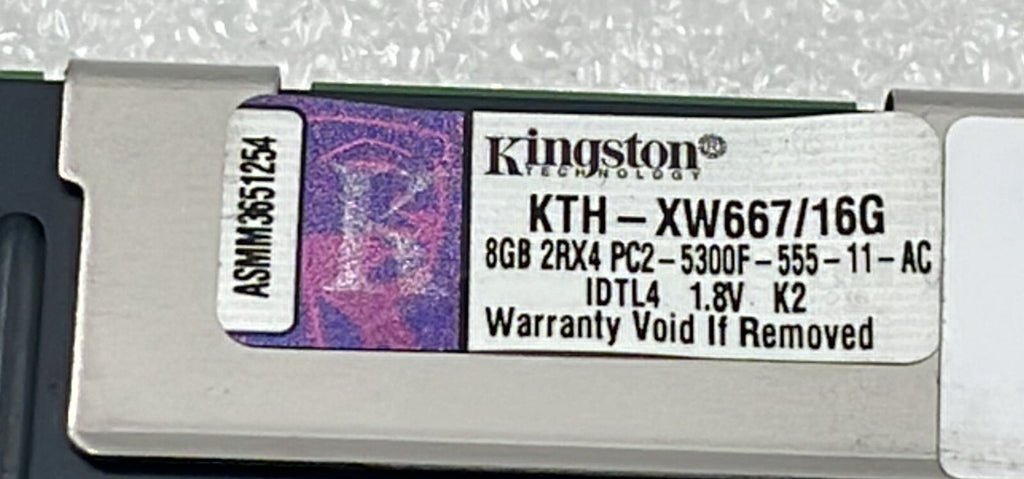 ASMM3651254
Kingston®
TECHNOLOGY
KTH-XW667/16G
8GB 2RX4 PC2-5300F-555-11-AC
IDTL4 1.8V K2
Warranty Void If Removed